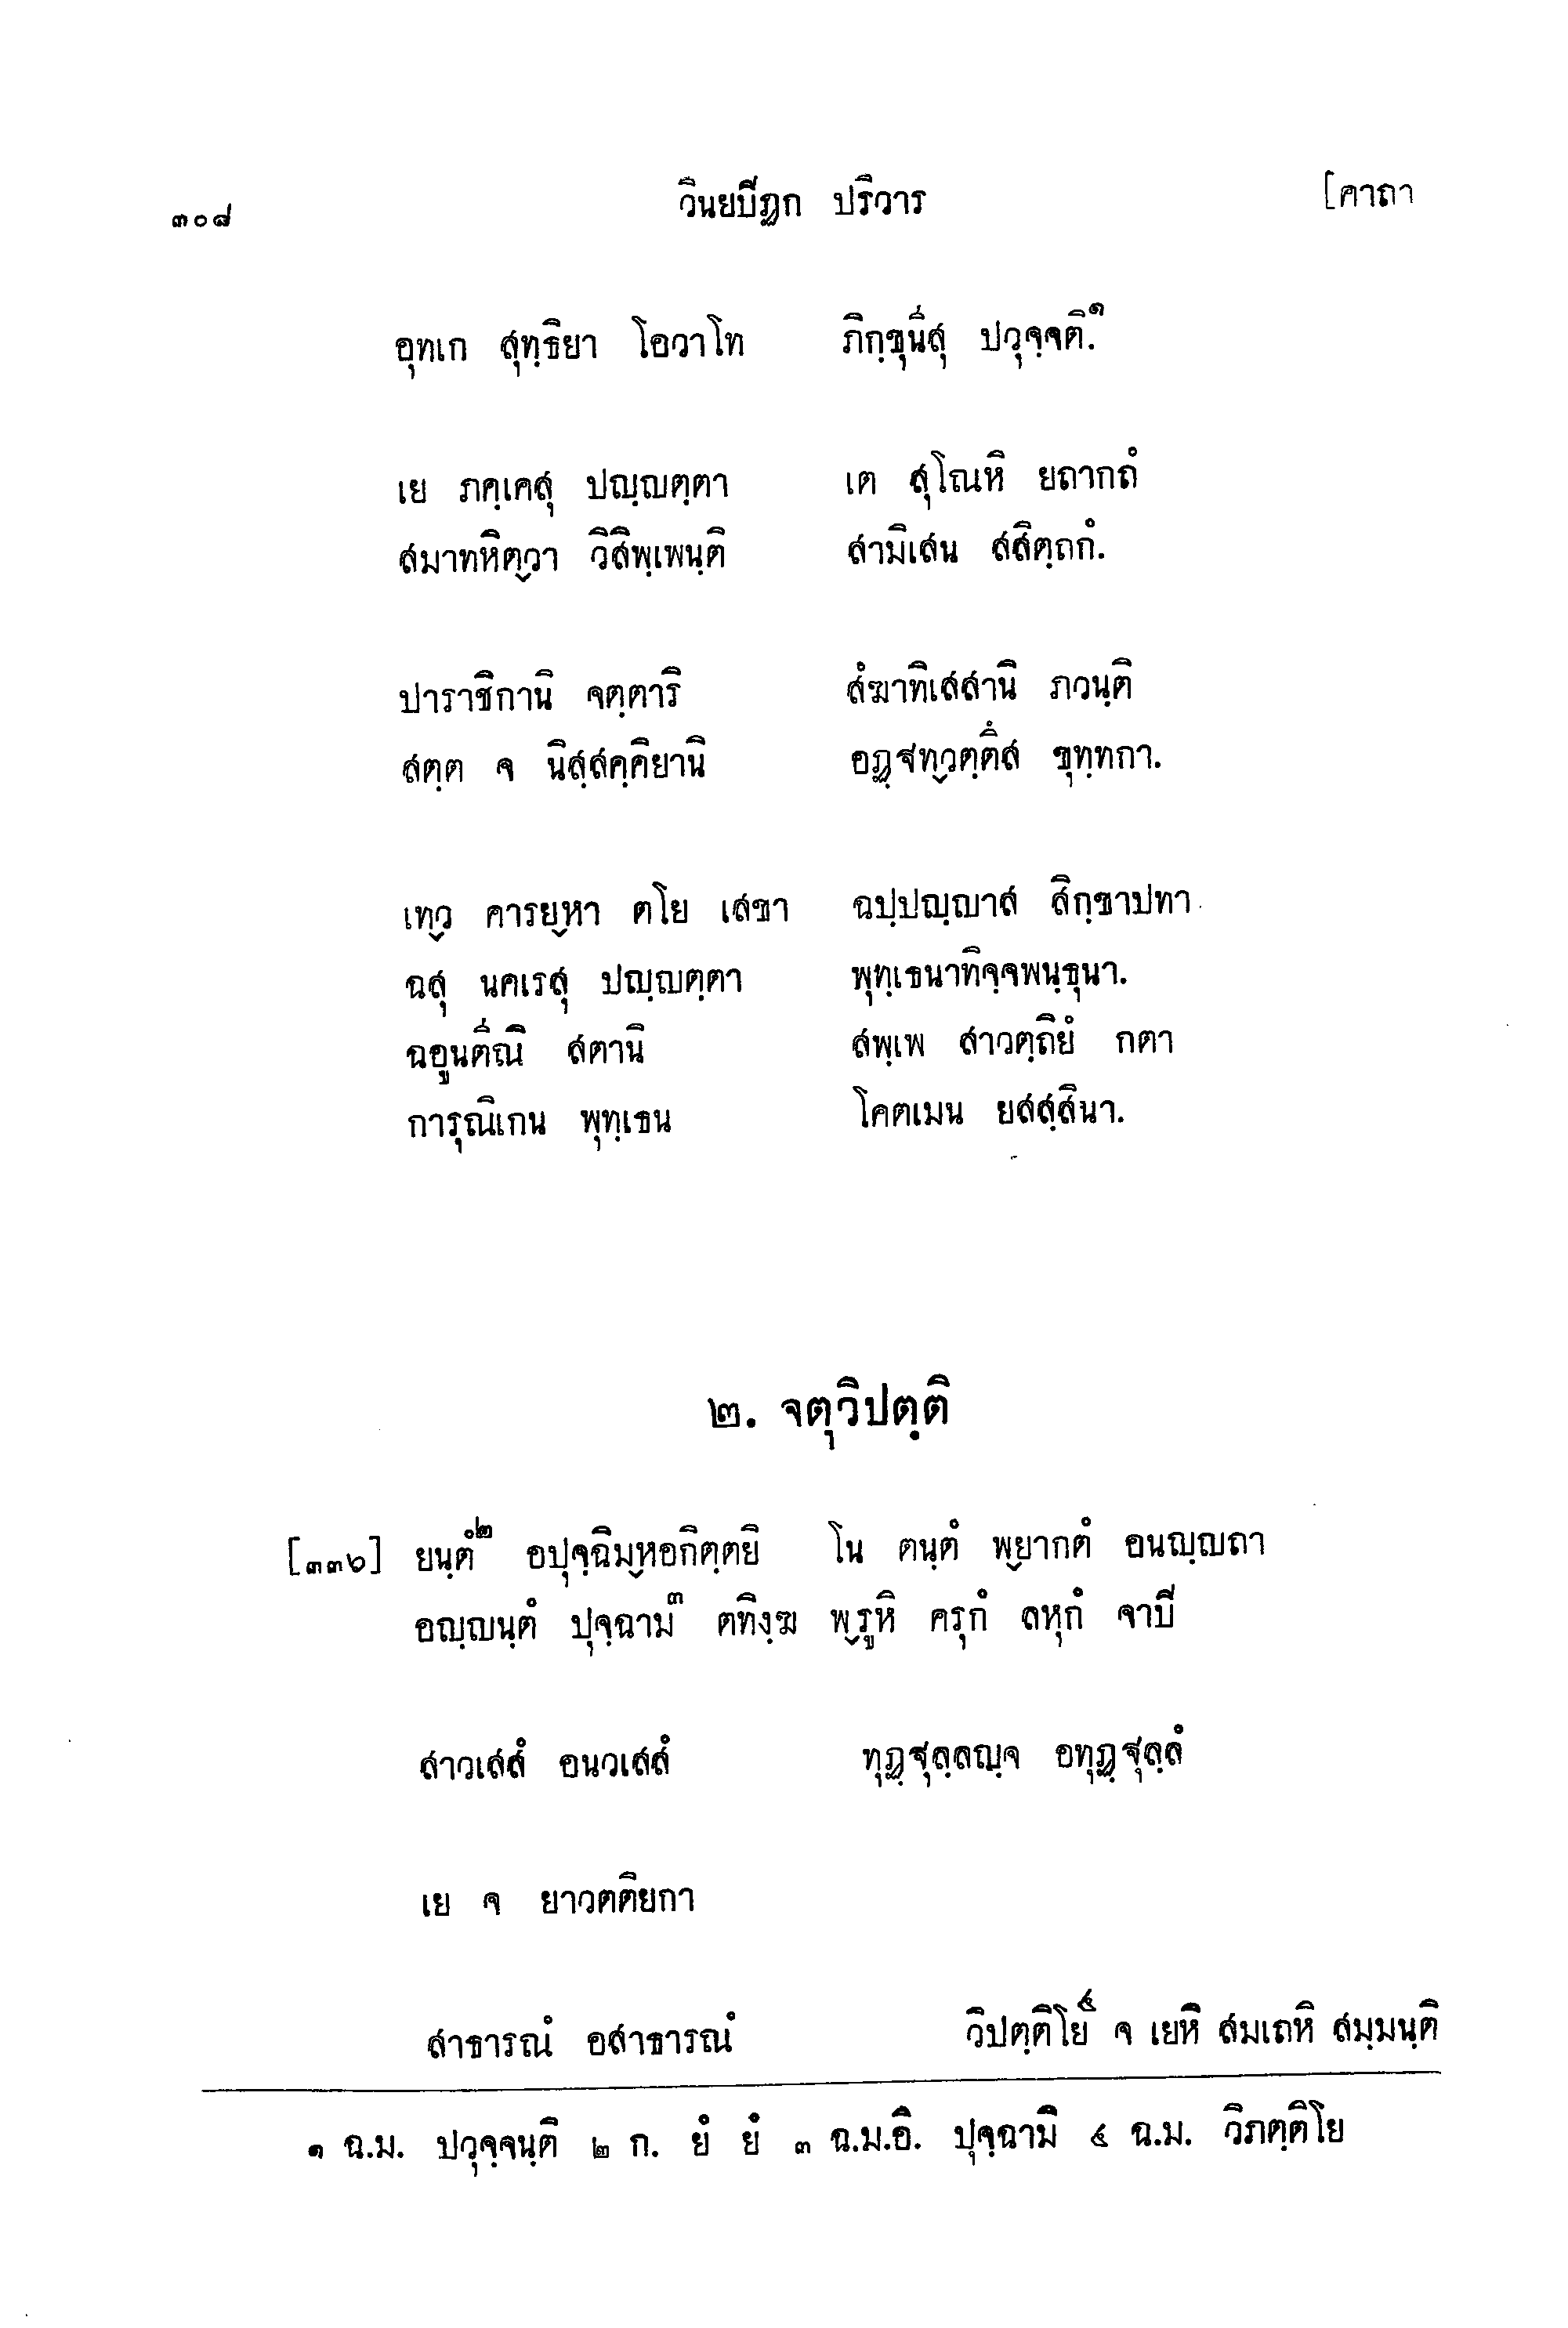 ๓๐๘ วินยปิฏก ปริวาร [คาถา
อุทเก สุทฺธิยา โอวาโท ภิกฺขุนีสุ ปวุจฺจติ.๑
เย ภคฺเคสุ ปญฺญตฺตา เต สุโณหิ ยถากถํ
สมาทหิตฺวา วิสิพฺเพนฺติ สามิเสน สสิตฺถกํ.
ปาราชิกานิ จตฺตาริ สํฆาทิเสสานิ ภวนฺติ
สตฺต จ นิสฺสคฺคิยานิ อฏฺฐทฺวตฺตึส ขุทฺทกา.
เทฺว คารยฺหา ตโย เสขา ฉปฺปญฺญาส สิกฺขาปทา
ฉสุ นคเรสุ ปญฺญตฺตา พุทฺเธนาทิจฺจพนฺธุนา.
ฉอูนตีณิ สตานิ สพฺเพ สาวตฺถิยํ กตา
การุณิเกน พุทฺเธน โคตเมน ยสสฺสินา.
๒. จตุวิปตฺติ
[๓๓๖] ยนฺตํ๒ อปุจฺฉิมฺหอกิตฺตยิ โน ตนฺตํ พฺยากตํ อนญฺญถา
อญฺญนฺตํ ปุจฺฉามิ๓ ตทิงฺฆ พฺรูหิ ครุกํ ลหุกํ จาปิ
สาวเสสํ อนวเสสํ ทุฏฺฐุลฺลญฺจ อทุฏฺฐุลฺลํ
เย จ ยาวตติยกา
สาธารณํ อสาธารณํ วิปตฺติโย๔ จ เยหิ สมเถหิ สมฺมนฺติ
๑ ฉ.ม. ปวุจฺจนฺติ ๒ ก. ยํ ยํ ๓ ฉ.ม.อิ. ปุจฺฉามิ ๔ ฉ.ม. วิภตฺติโย